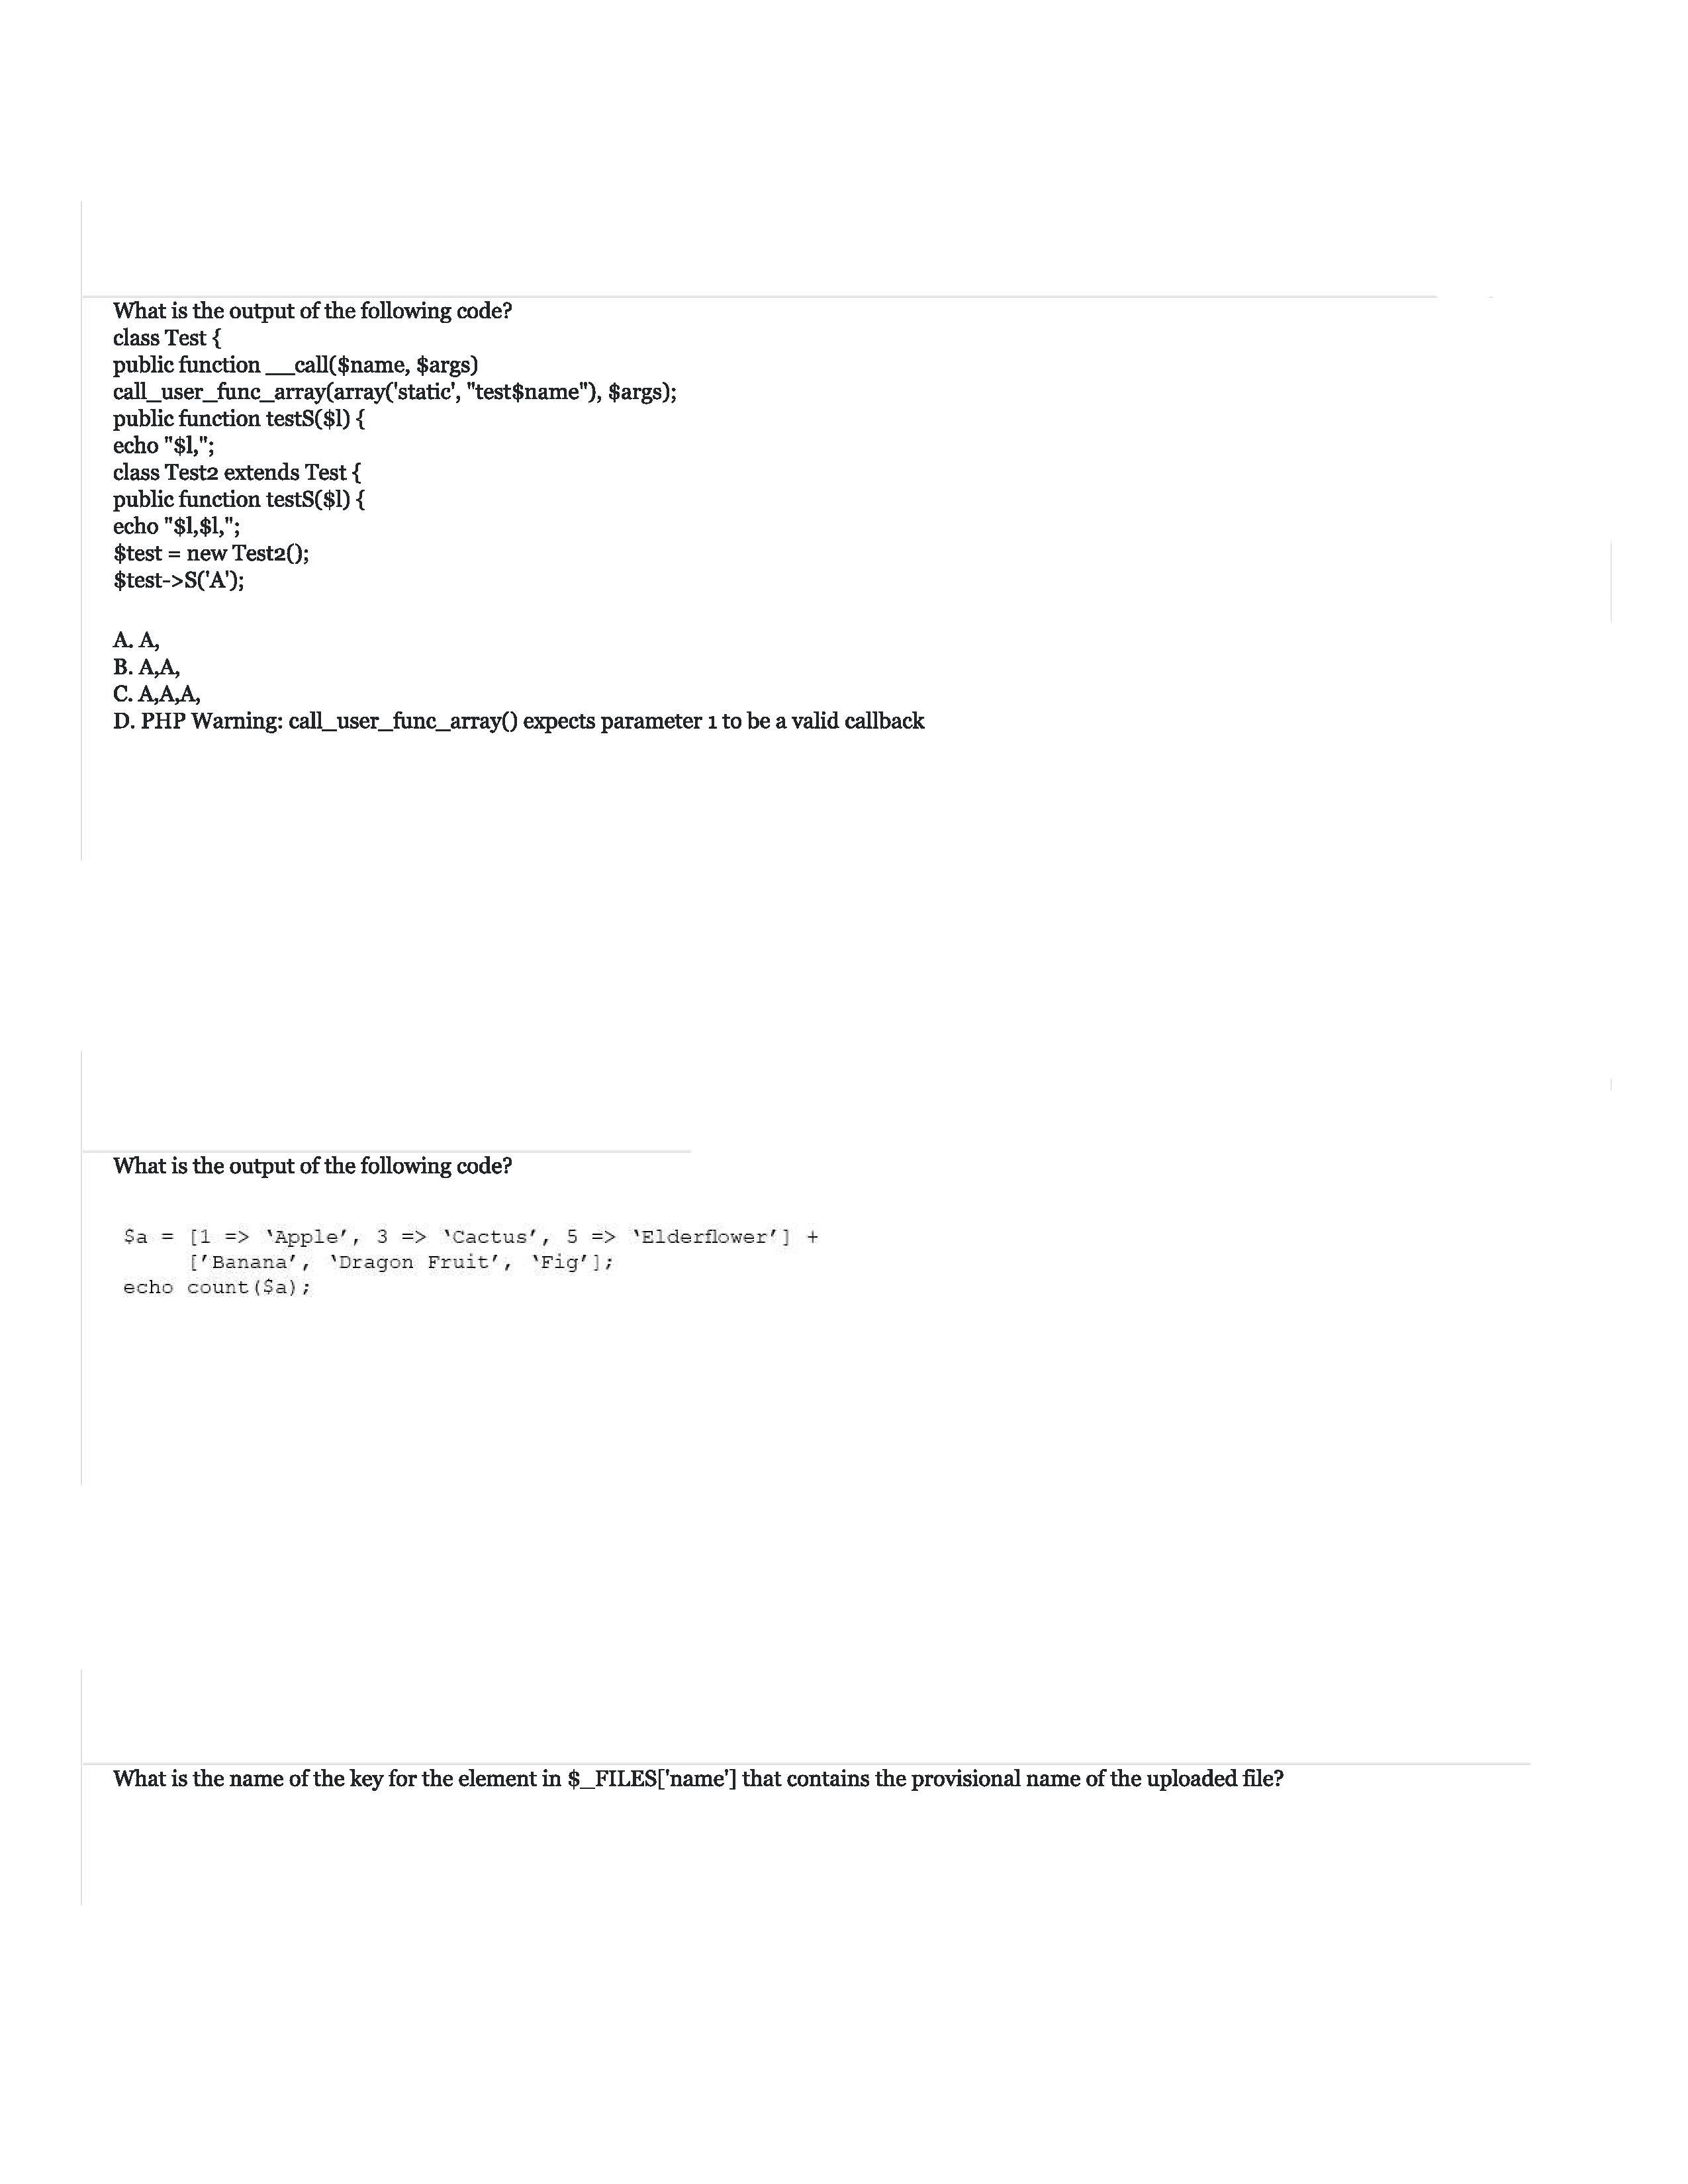 What is the output of the following code?
class Test {
public function __call($name, $args)
call_user_func_array(array('static', "test$name"), $args);
public function testS($l) {
echo "$l,";
class Test2 extends Test {
public function testS($l) {
echo "$l,$l,";
$test = new Test2();
$test->S('A');
A. A,
B. A,A,
C. A,A,A,
D. PHP Warning: call_user_func_array() expects parameter 1 to be a valid callback
What is the output of the following code?
$a = [1 => ‘Apple’, 3 => ‘Cactus’, 5 => ‘Elderflower’] +
[’Banana’, ‘Dragon Fruit’, ‘Fig’];
echo count($a);
What is the name of the key for the element in $_FILES['name'] that contains the provisional name of the uploaded file?